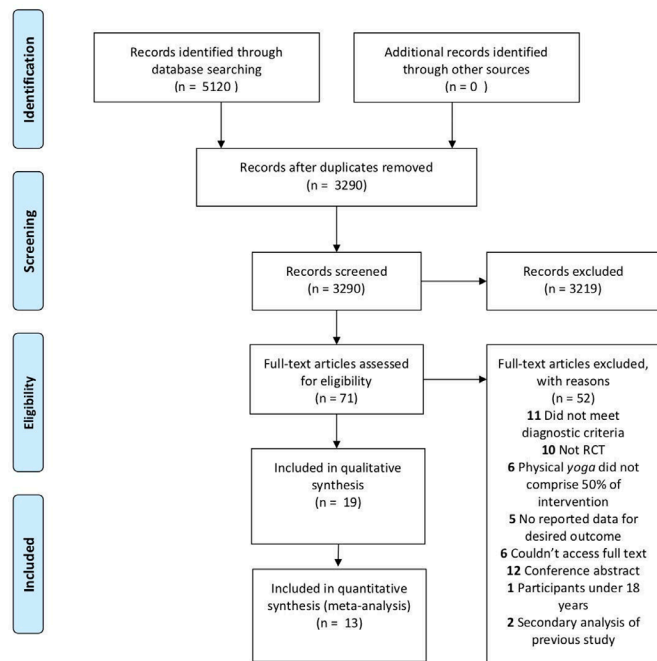 Identification
Records identified through
database searching
(n = 5120 )
Additional records identified
through other sources
(n = 0 )
Records after duplicates removed
(n = 3290)
Screening
Records screened
(n = 3290)
Records excluded
(n = 3219)
Eligibility
Full-text articles assessed
for eligibility
(n = 71)
Full-text articles excluded,
with reasons
(n = 52)
11 Did not meet
diagnostic criteria
10 Not RCT
6 Physical yoga did not
comprise 50% of
intervention
5 No reported data for
desired outcome
6 Couldn't access full text
12 Conference abstract
1 Participants under 18
years
2 Secondary analysis of
previous study
Included in qualitative
synthesis
(n = 19)
Included
Included in quantitative
synthesis (meta-analysis)
(n = 13)